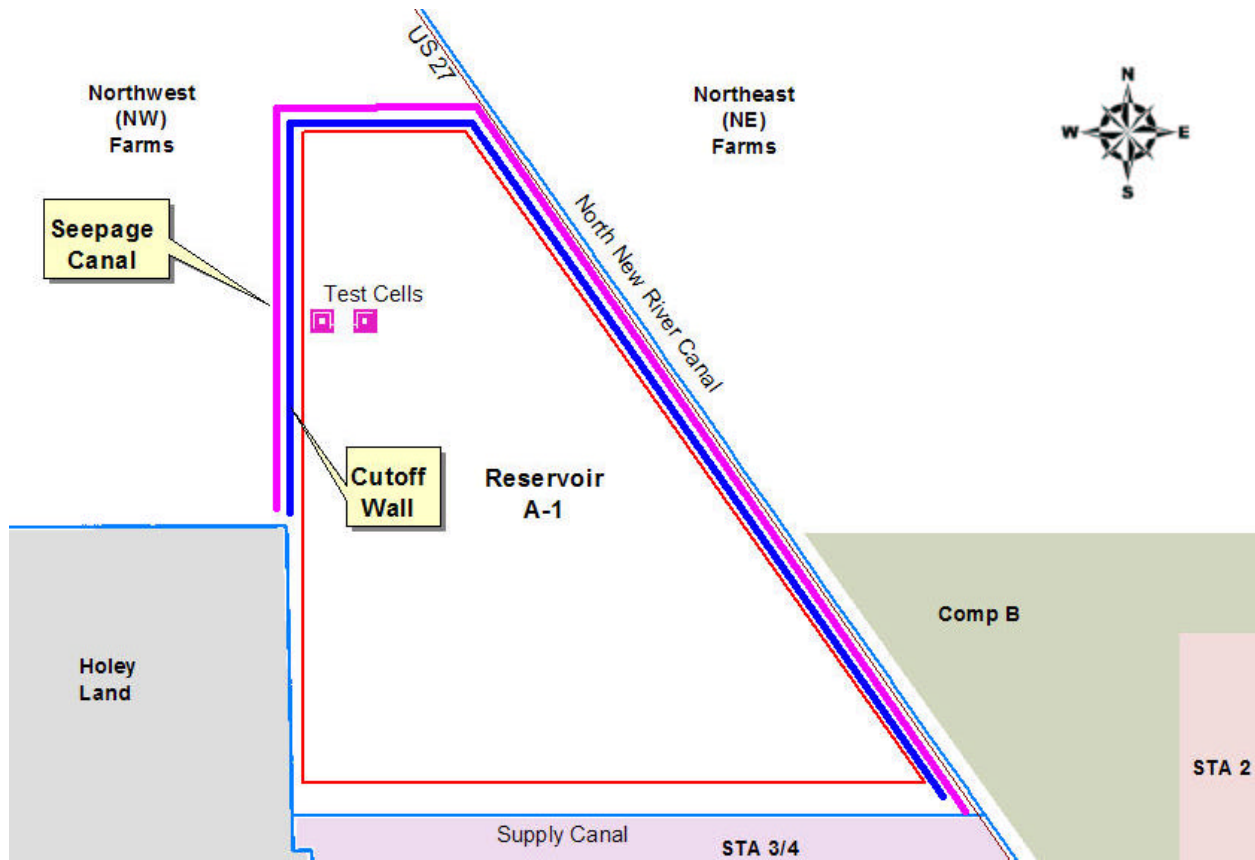 US 27
Northwest
(NW)
Farms
Northeast
(NE)
Farms
N
W
E
S
Seepage
Canal
North New River Canal
Test Cells
Cutoff
Wall
Reservoir
A-1
Comp B
Holey
Land
STA 2
Supply Canal
STA 3/4